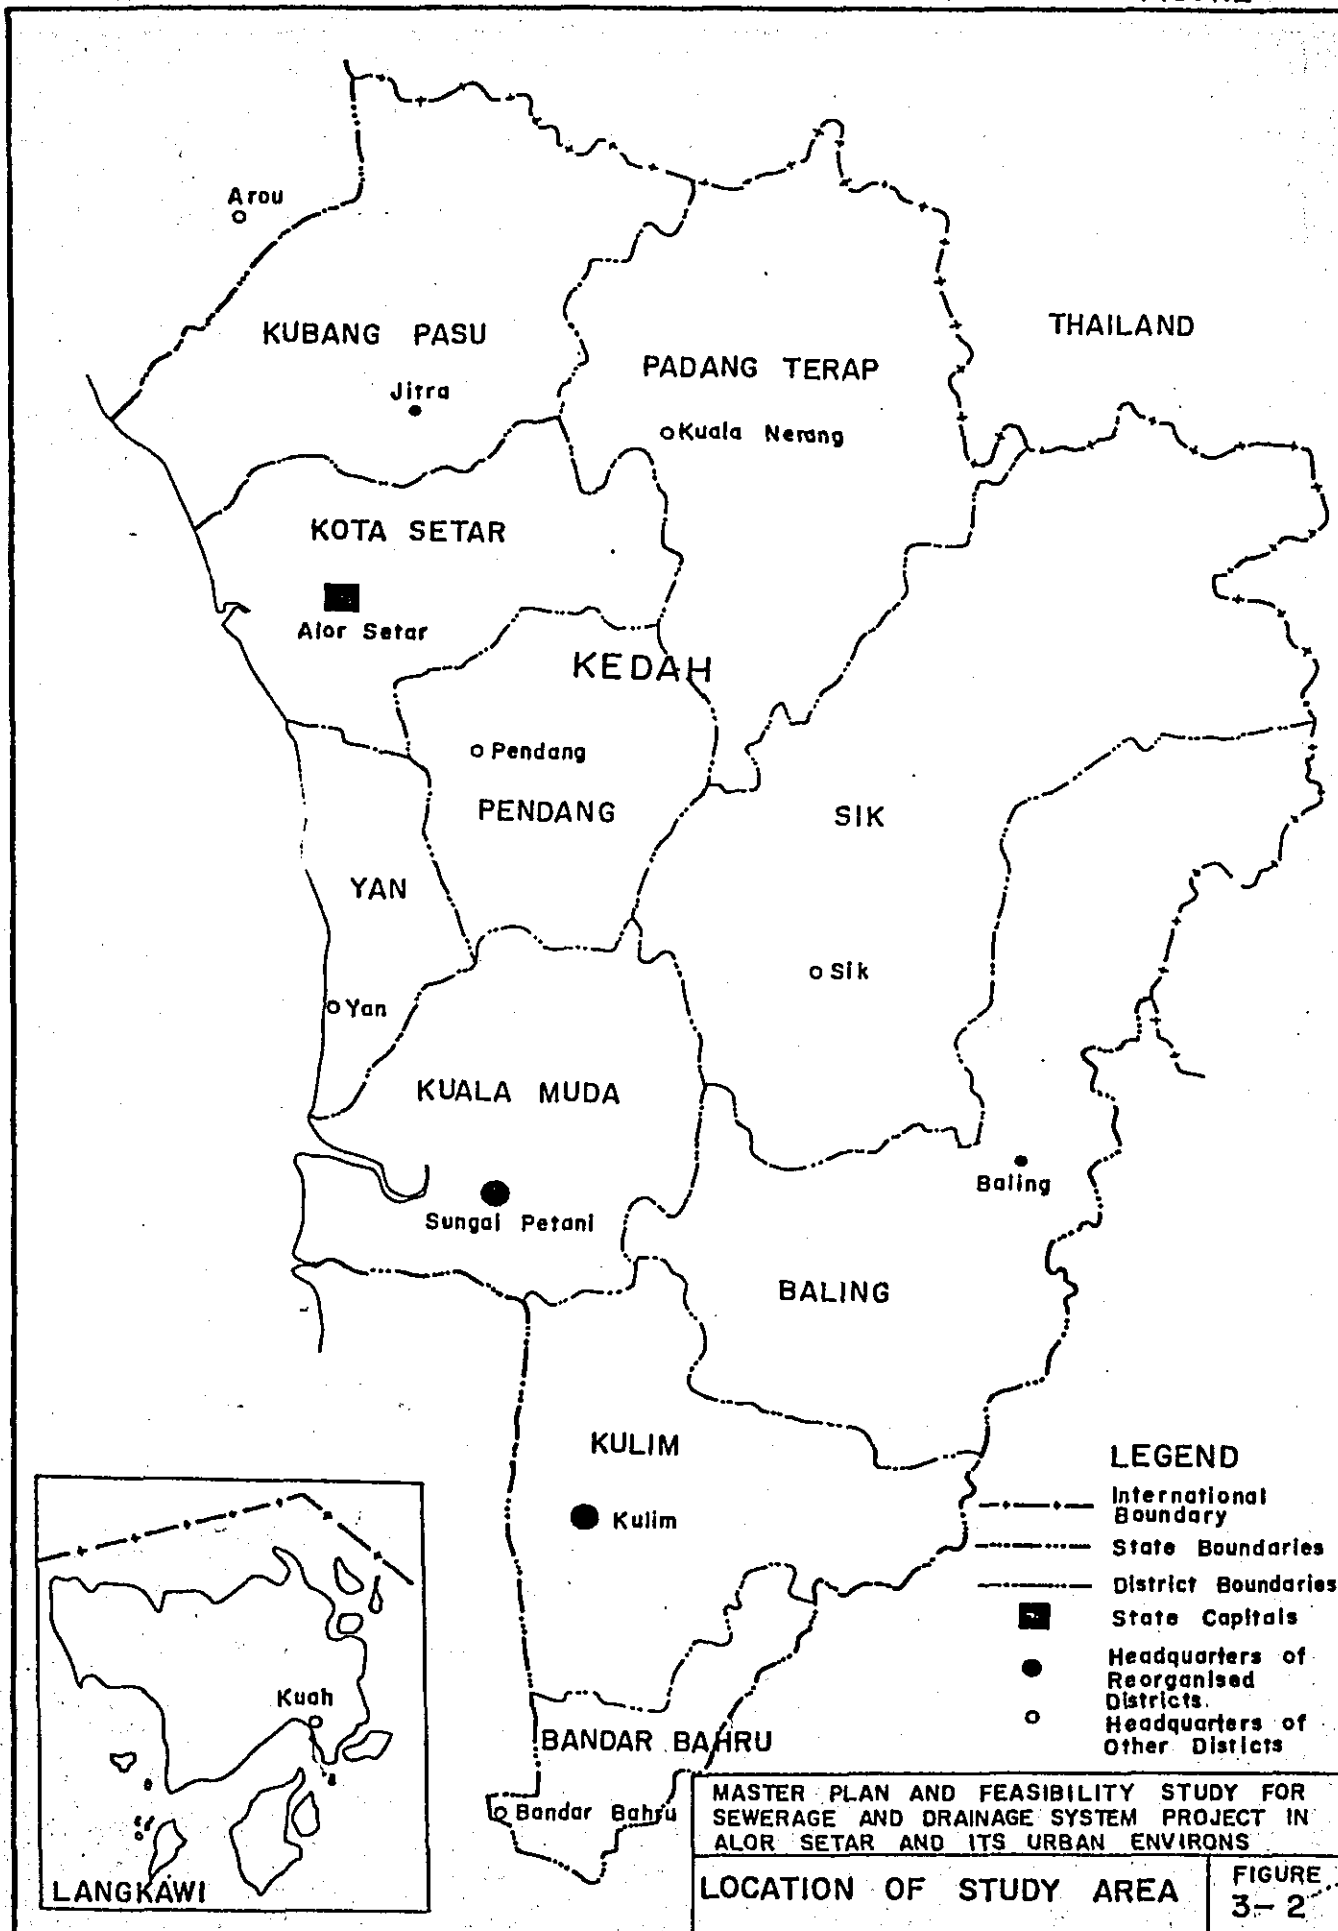 Arou
KUBANG PASU
Jitra
PADANG TERAP
Kuala Nerang
THAILAND
KOTA SETAR
Alor Setar
KEDAH
Pendang
PENDANG
SIK
YAN
Sik
Yan
KUALA MUDA
Baling
Sungai Petani
BALING
KULIM
Kulim
BANDAR BAHRU
Bandar Bahru
Kuah
LANGKAWI
LEGEND
International
Boundary
State Boundaries
District Boundaries
State Capitals
Headquarters of
Reorganised
Districts.
Headquarters of
Other Disticts
MASTER PLAN AND FEASIBILITY STUDY FOR
SEWERAGE AND DRAINAGE SYSTEM PROJECT IN
ALOR SETAR AND ITS URBAN ENVIRONS
LOCATION OF STUDY AREA
FIGURE
3-2